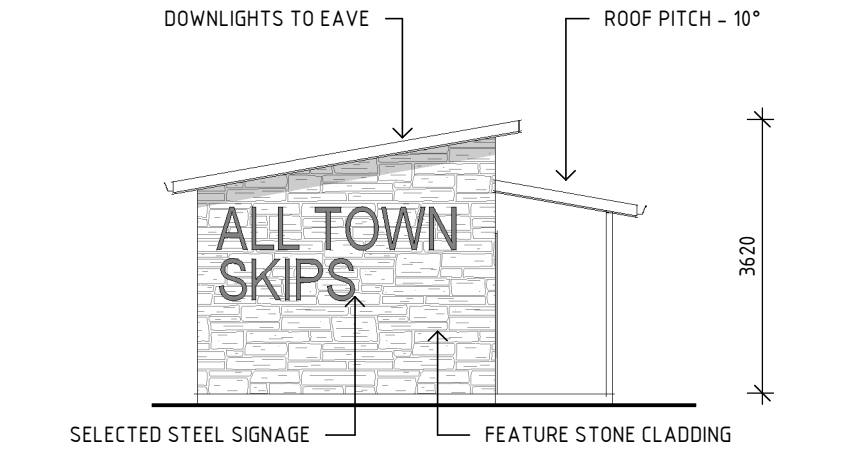 DOWNLIGHTS TO EAVE
ROOF PITCH - 10°
ALL TOWN
SKIPS
3620
SELECTED STEEL SIGNAGE
FEATURE STONE CLADDING